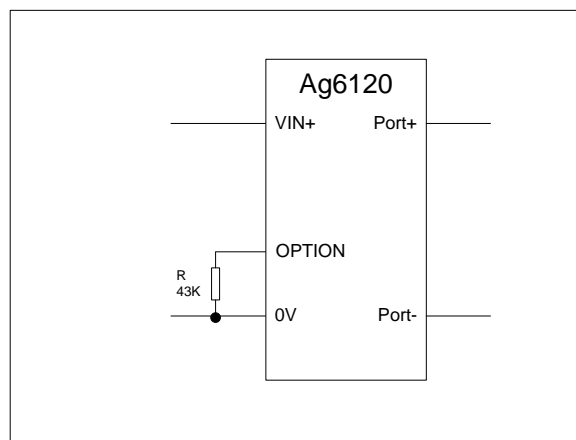 Ag6120
VIN+ Port+
OPTION
R
43K
0V Port-